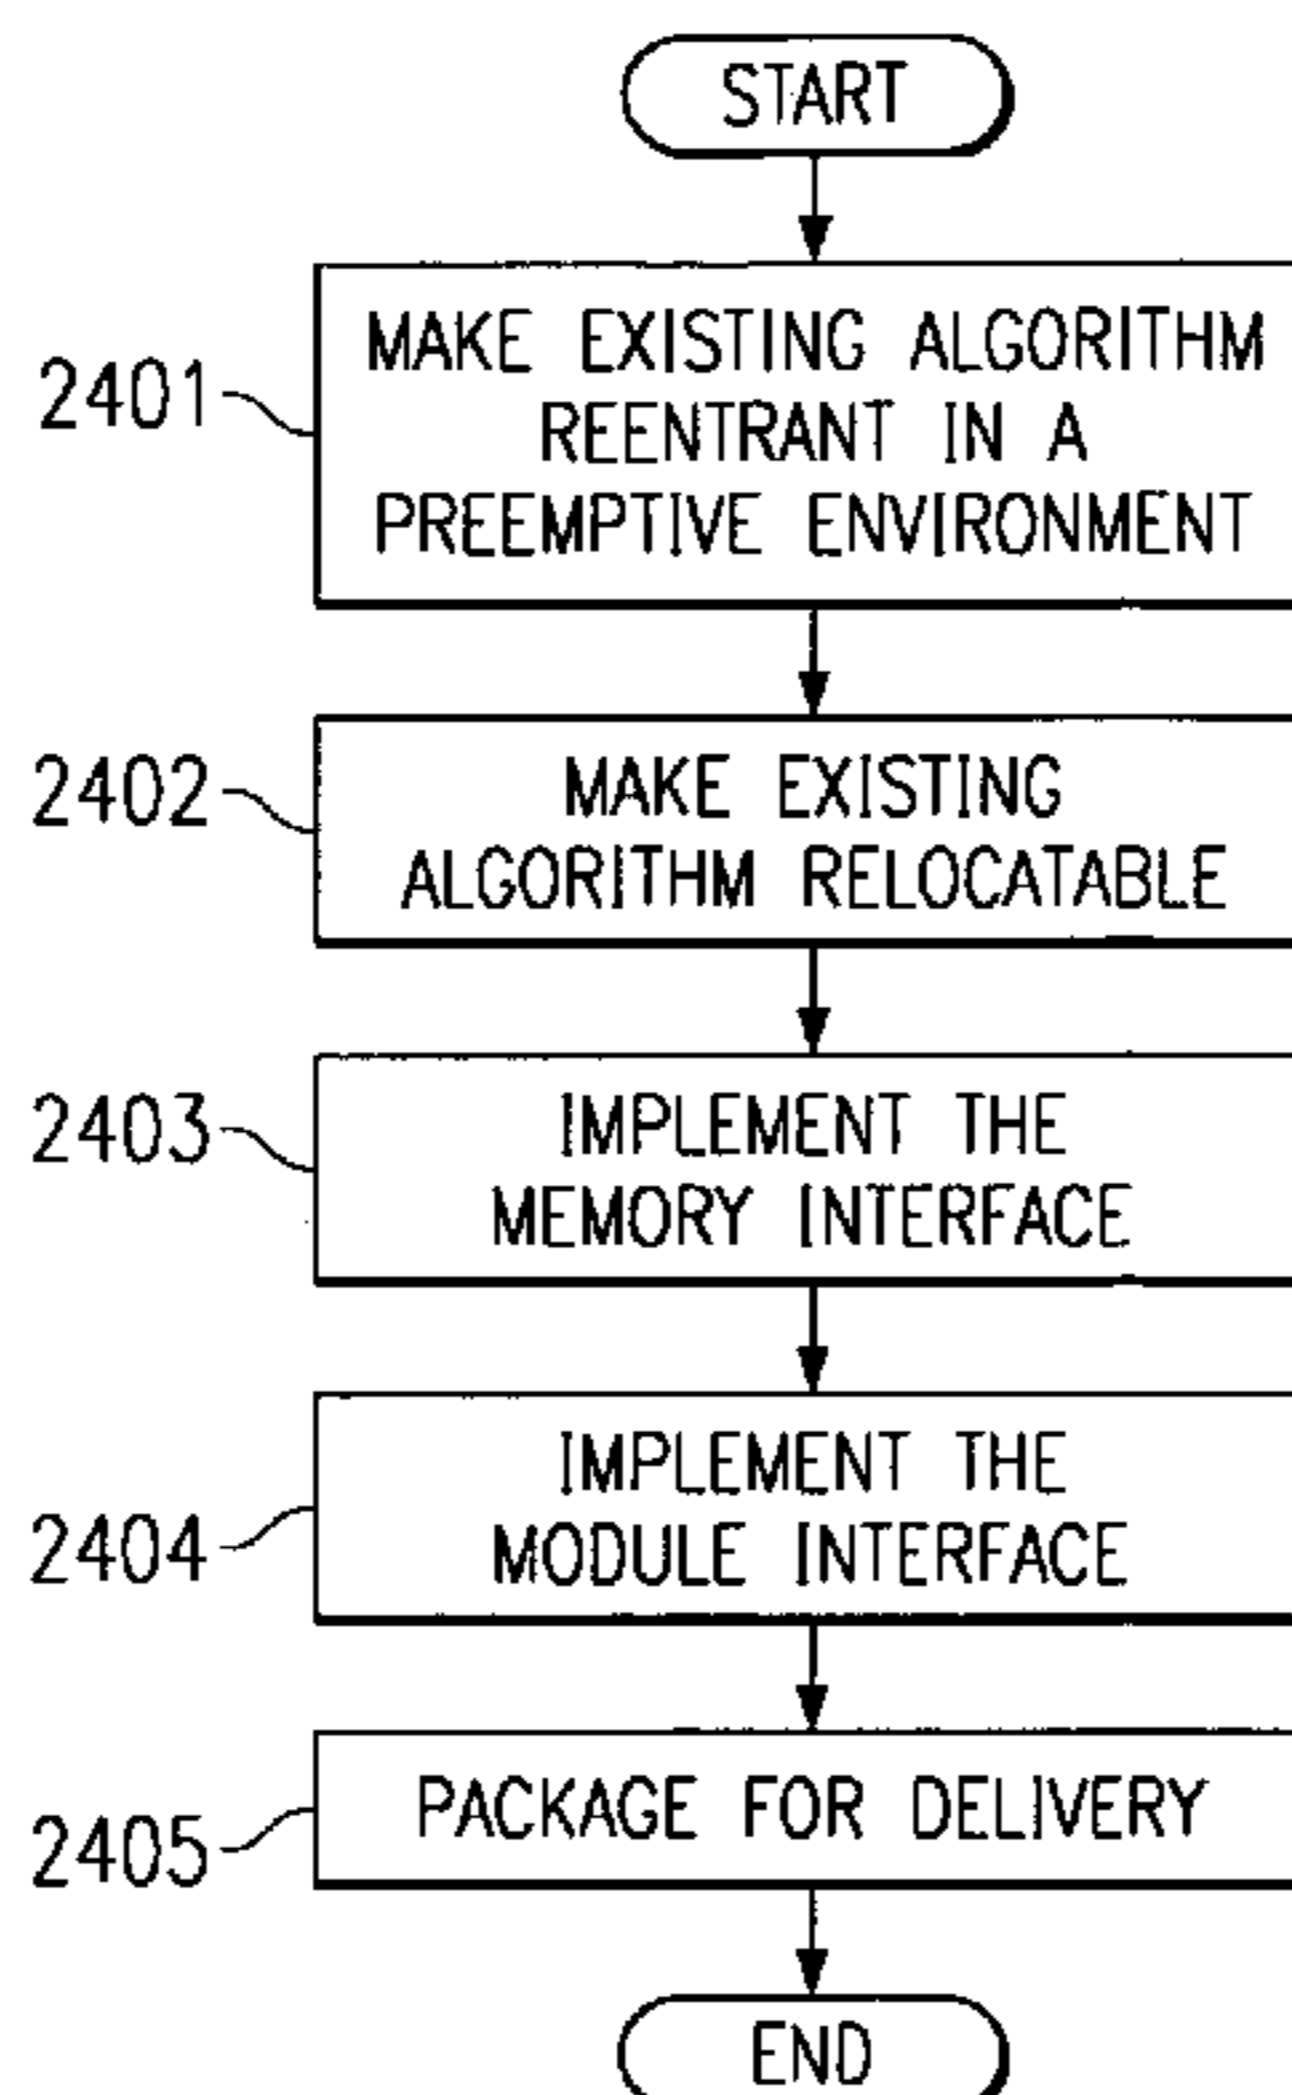 START
2401
MAKE EXISTING ALGORITHM
REENTRANT IN A
PREEMPTIVE ENVIRONMENT
2402
MAKE EXISTING
ALGORITHM RELOCATABLE
2403
IMPLEMENT THE
MEMORY INTERFACE
2404
IMPLEMENT THE
MODULE INTERFACE
2405
PACKAGE FOR DELIVERY
END